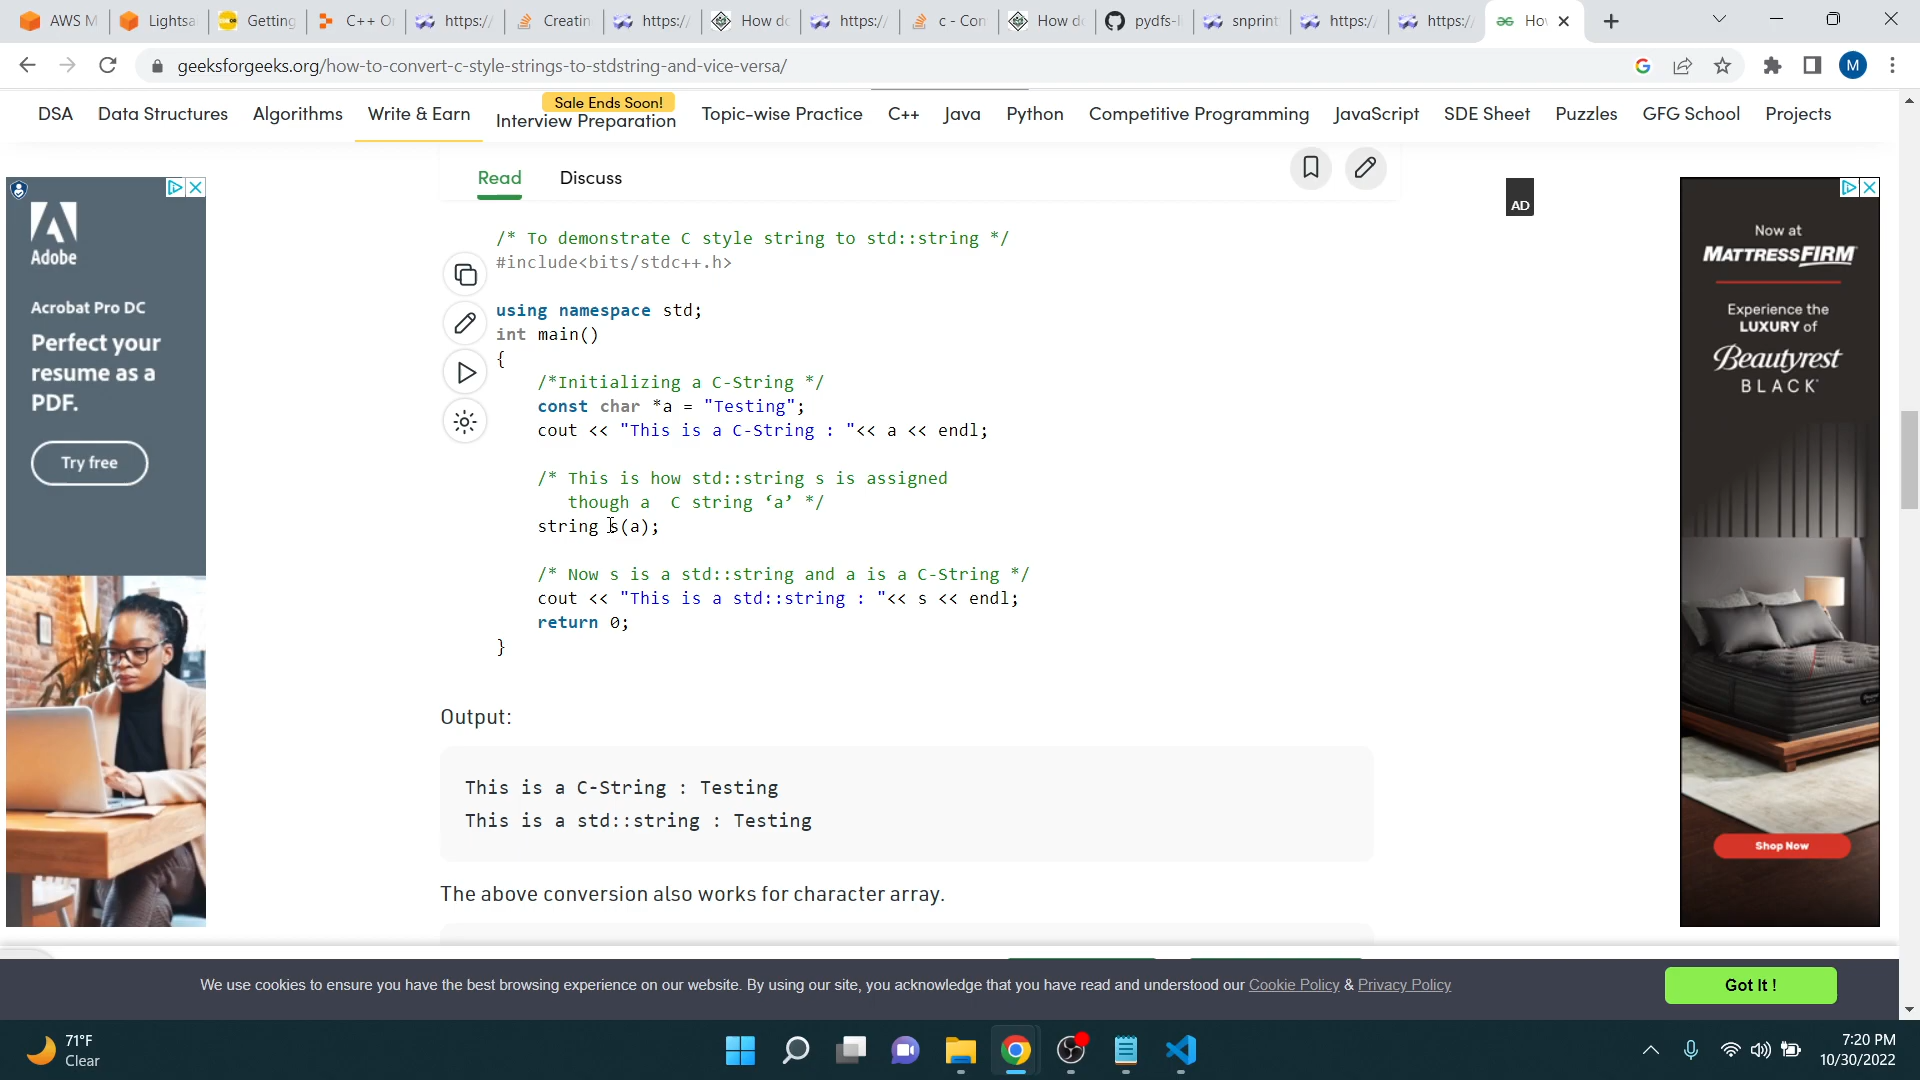 AWS M
Lightsa
Getting
C++ O
https:/
Creatin
https:/
How do
https:/
c - Con
How do
pydfs-
snprint
https:/
https:/
Ho
geeksforgeeks.org/how-to-convert-c-style-strings-to-stdstring-and-vice-versa/
M
Sale Ends Soon!
DSA Data Structures Algorithms Write & Earn Interview Preparation Topic-wise Practice C++ Java Python Competitive Programming JavaScript SDE Sheet Puzzles GFG School Projects
Read Discuss
/* To demonstrate C style string to std::string */
#include<bits/stdc++.h>
using namespace std;
int main()
{
/*Initializing a C-String */
const char *a = "Testing";
cout << "This is a C-String : "<< a << endl;
/* This is how std::string s is assigned
though a  C string ‘a’ */
string s(a);
/* Now s is a std::string and a is a C-String */
cout << "This is a std::string : "<< s << endl;
return 0;
}
Output:
This is a C-String : Testing
This is a std::string : Testing
The above conversion also works for character array.
Adobe
Acrobat Pro DC
Perfect your
resume as a
PDF.
Try free
AD
Now at
MATTRESSFIRM
Experience the
LUXURY of
Beautyrest
BLACK
Shop Now
We use cookies to ensure you have the best browsing experience on our website. By using our site, you acknowledge that you have read and understood our Cookie Policy & Privacy Policy
Got It !
71°F
Clear
7:20 PM
10/30/2022